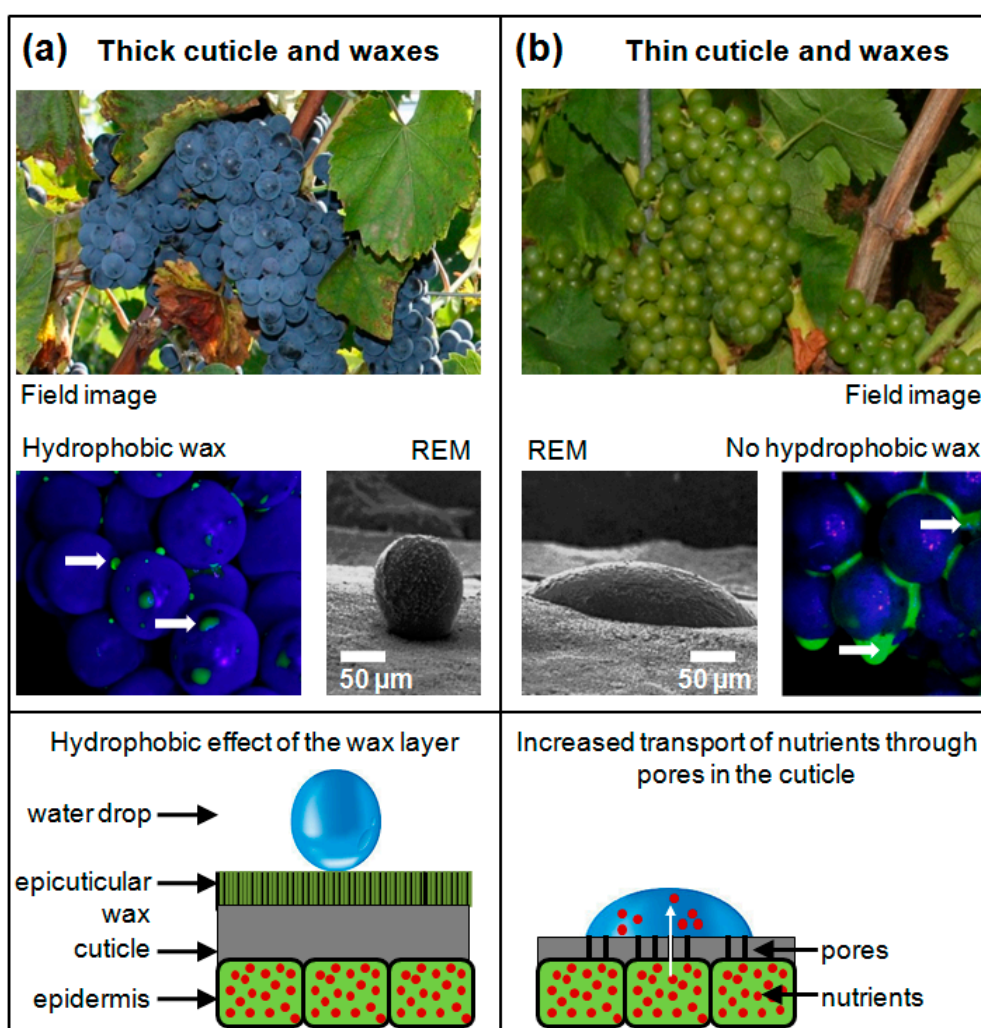 (a) Thick cuticle and waxes
Field image
Hydrophobic wax
REM
50 µm
Hydrophobic effect of the wax layer
water drop
epicuticular
wax
cuticle
epidermis
(b) Thin cuticle and waxes
Field image
REM
No hypdrophobic wax
50 µm
Increased transport of nutrients through
pores in the cuticle
pores
nutrients